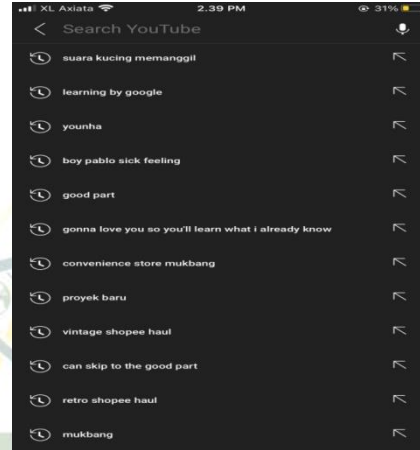 XL Axiata 2.39 PM 31%
Search YouTube
suara kucing memanggil
learning by google
younha
boy pablo sick feeling
good part
gonna love you so you'll learn what i already know
convenience store mukbang
proyek baru
vintage shopee haul
can skip to the good part
retro shopee haul
mukbang